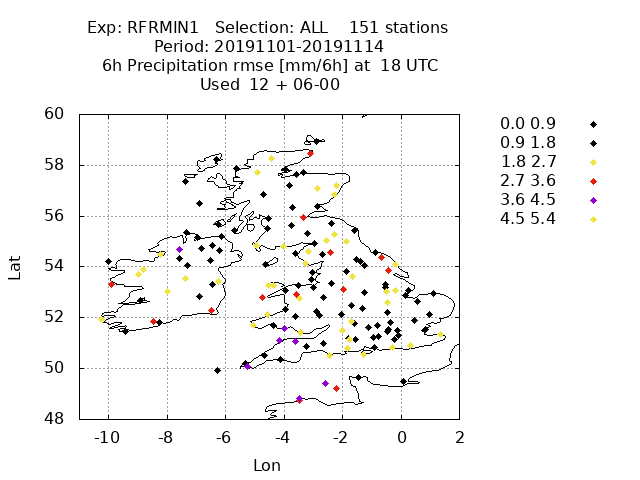 Exp: RFRMIN1 Selection: ALL 151 stations
Period: 20191101-20191114
6h Precipitation rmse [mm/6h] at 18 UTC
Used 12 + 06-00
0.0 0.9
0.9 1.8
1.8 2.7
2.7 3.6
3.6 4.5
4.5 5.4
Lat
60
58
56
54
52
50
48
-10 -8 -6 -4 -2 0 2
Lon